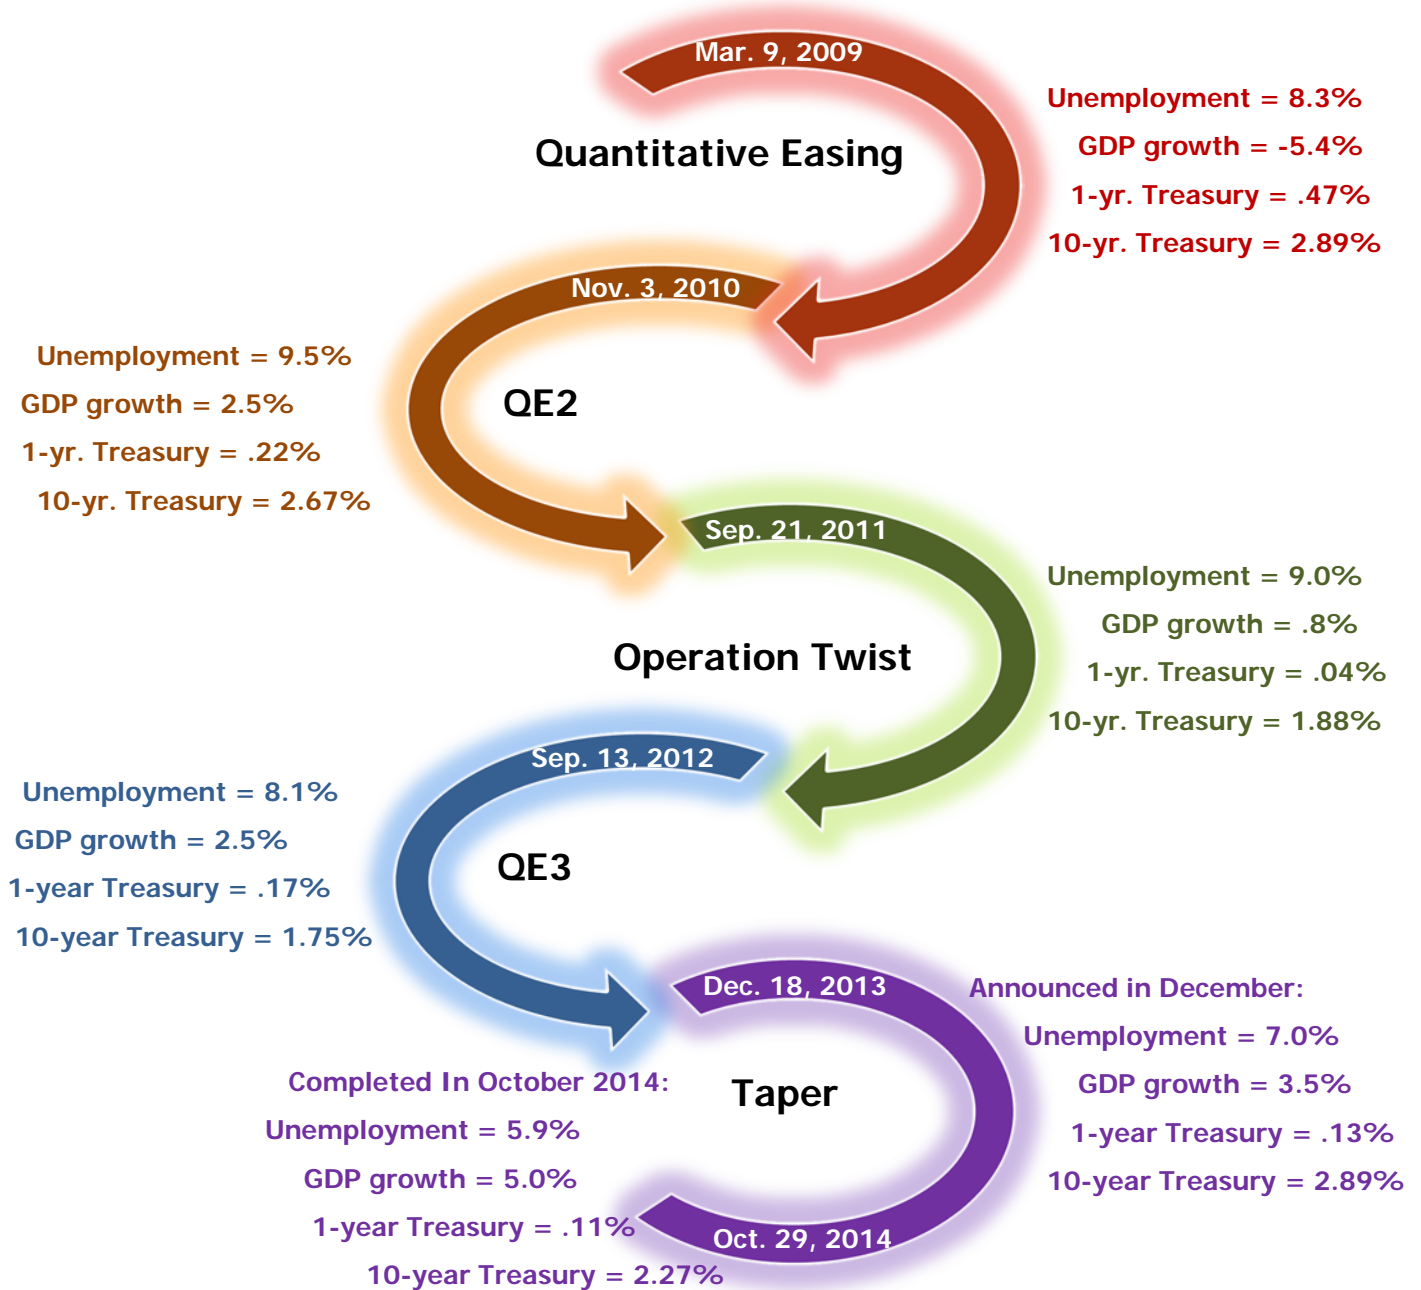 Mar. 9, 2009
Quantitative Easing
Unemployment = 8.3%
GDP growth = -5.4%
1-yr. Treasury = .47%
10-yr. Treasury = 2.89%
Nov. 3, 2010
QE2
Unemployment = 9.5%
GDP growth = 2.5%
1-yr. Treasury = .22%
10-yr. Treasury = 2.67%
Sep. 21, 2011
Operation Twist
Unemployment = 9.0%
GDP growth = .8%
1-yr. Treasury = .04%
10-yr. Treasury = 1.88%
Sep. 13, 2012
QE3
Unemployment = 8.1%
GDP growth = 2.5%
1-year Treasury = .17%
10-year Treasury = 1.75%
Dec. 18, 2013
Taper
Announced in December:
Unemployment = 7.0%
GDP growth = 3.5%
1-year Treasury = .13%
10-year Treasury = 2.89%
Completed In October 2014:
Unemployment = 5.9%
GDP growth = 5.0%
1-year Treasury = .11%
10-year Treasury = 2.27%
Oct. 29, 2014